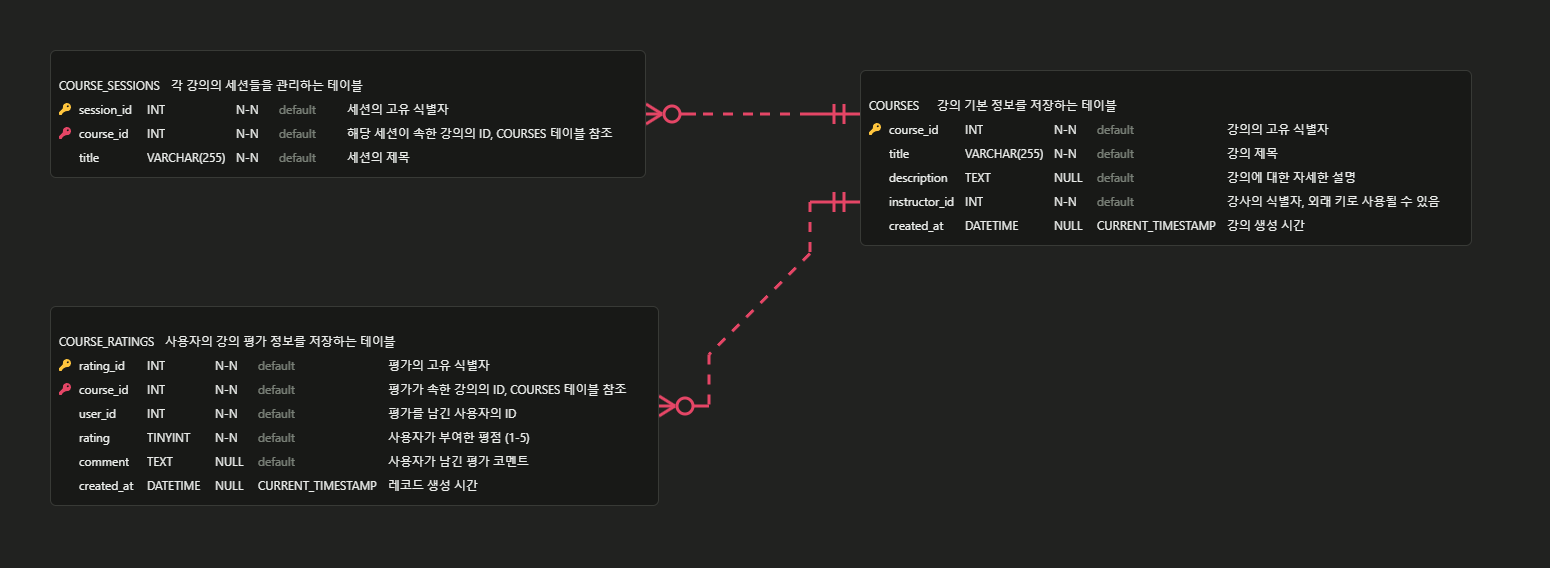 COURSE_SESSIONS 각 강의의 세션들을 관리하는 테이블
session_id INT N-N default 세션의 고유 식별자
course_id INT N-N default 해당 세션이 속한 강의의 ID, COURSES 테이블 참조
title VARCHAR(255) N-N default 세션의 제목
COURSES 강의 기본 정보를 저장하는 테이블
course_id INT N-N default 강의의 고유 식별자
title VARCHAR(255) N-N default 강의 제목
description TEXT NULL default 강의에 대한 자세한 설명
instructor_id INT N-N default 강사의 식별자, 외래 키로 사용될 수 있음
created_at DATETIME NULL CURRENT_TIMESTAMP 강의 생성 시간
COURSE_RATINGS 사용자의 강의 평가 정보를 저장하는 테이블
rating_id INT N-N default 평가의 고유 식별자
course_id INT N-N default 평가가 속한 강의의 ID, COURSES 테이블 참조
user_id INT N-N default 평가를 남긴 사용자의 ID
rating TINYINT N-N default 사용자가 부여한 평점 (1-5)
comment TEXT NULL default 사용자가 남긴 평가 코멘트
created_at DATETIME NULL CURRENT_TIMESTAMP 레코드 생성 시간